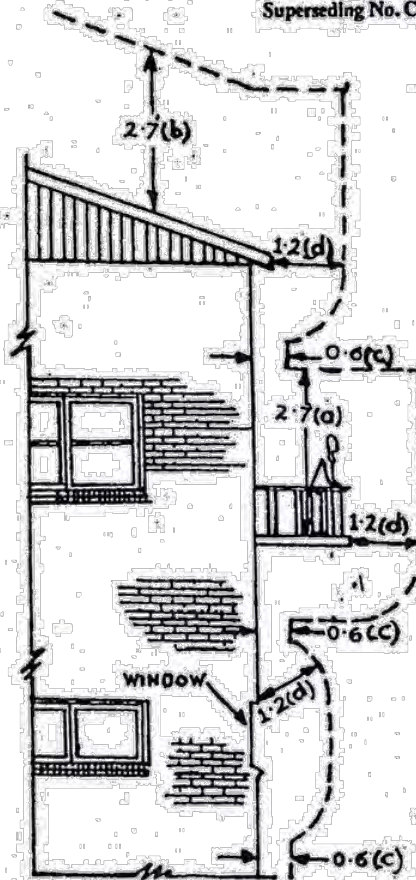 Superseding No. C
2·7(b)
1·2(d)
0·6(c)
2·7(a)
1·2(d)
0·6(C)
WINDOW
1·2(d)
0·6(C)